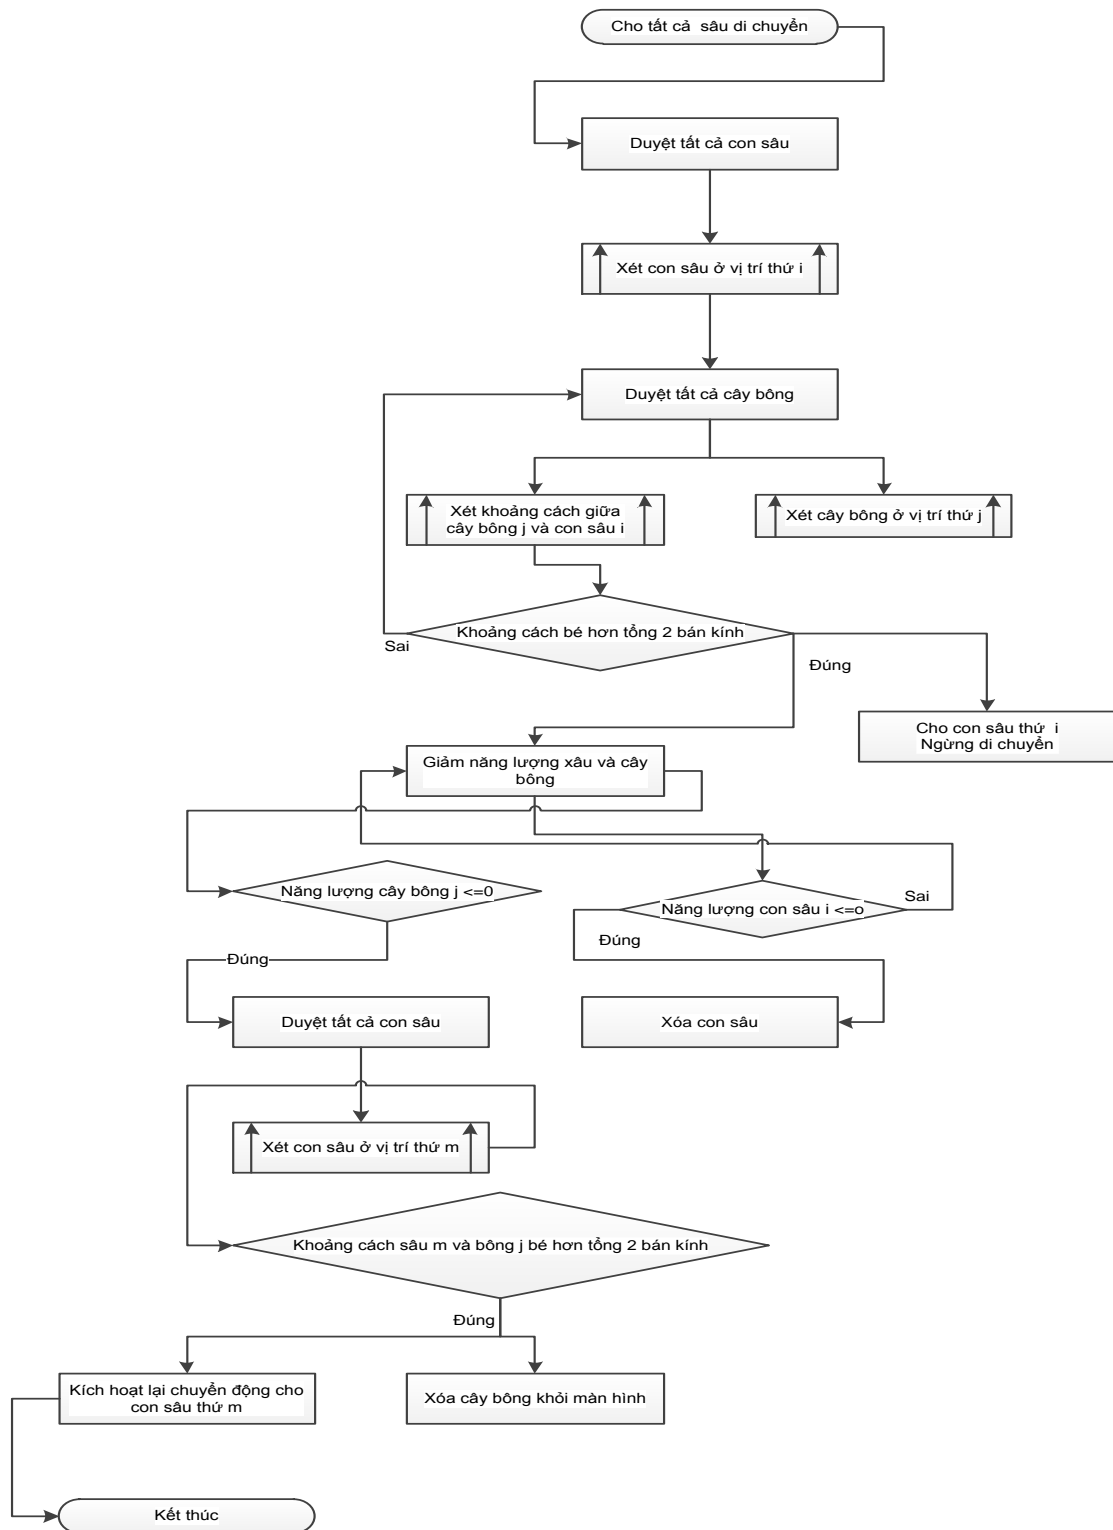 Cho tất cả sâu di chuyển
Duyệt tất cả con sâu
Xét con sâu ở vị trí thứ i
Duyệt tất cả cây bông
Xét khoảng cách giữa
cây bông j và con sâu i
Xét cây bông ở vị trí thứ j
Khoảng cách bé hơn tổng 2 bán kính
Sai
Đúng
Cho con sâu thứ i
Ngừng di chuyển
Giảm năng lượng xâu và cây
bông
Năng lượng cây bông j <=0
Năng lượng con sâu i <=o
Sai
Đúng
Đúng
Duyệt tất cả con sâu
Xóa con sâu
Xét con sâu ở vị trí thứ m
Khoảng cách sâu m và bông j bé hơn tổng 2 bán kính
Đúng
Kích hoạt lại chuyển động cho
con sâu thứ m
Xóa cây bông khỏi màn hình
Kết thúc